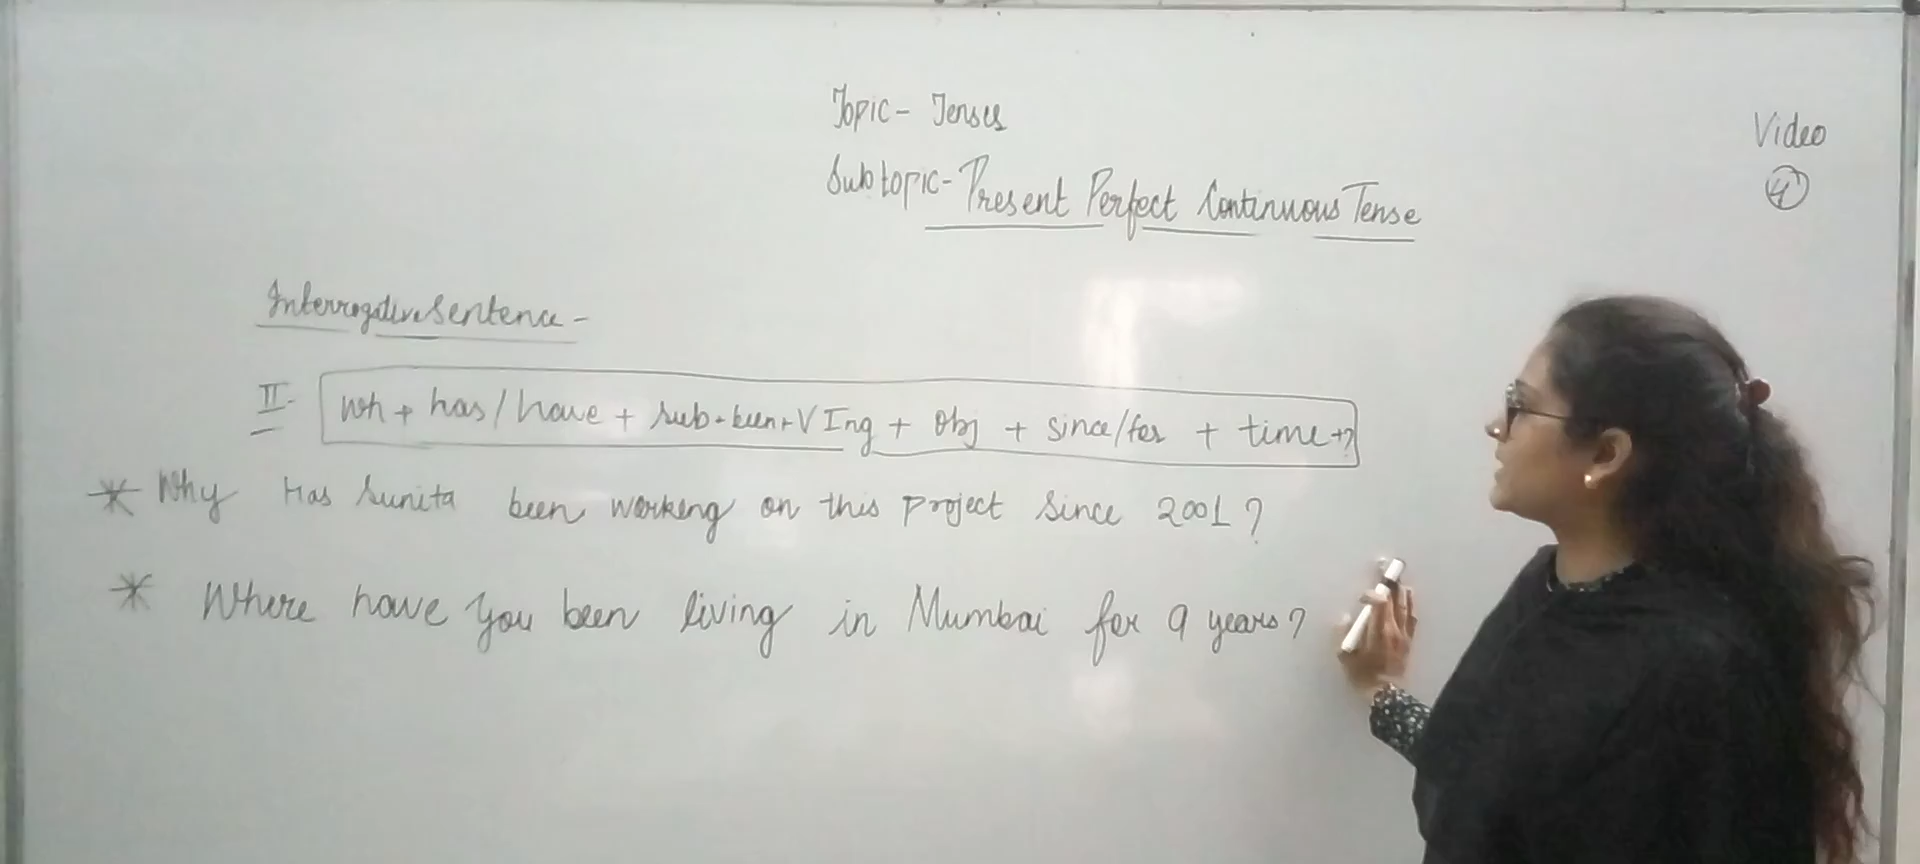 Topic - Tenses
Video
Subtopic - Present Perfect Continuous Tense
4
Interrogative Sentence -
II- wh + has/have + sub + been + V Ing + Obj + since/for + time + ?
* Why Has Sunita been working on this project since 2001?
* Where have you been living in Mumbai for 9 years?